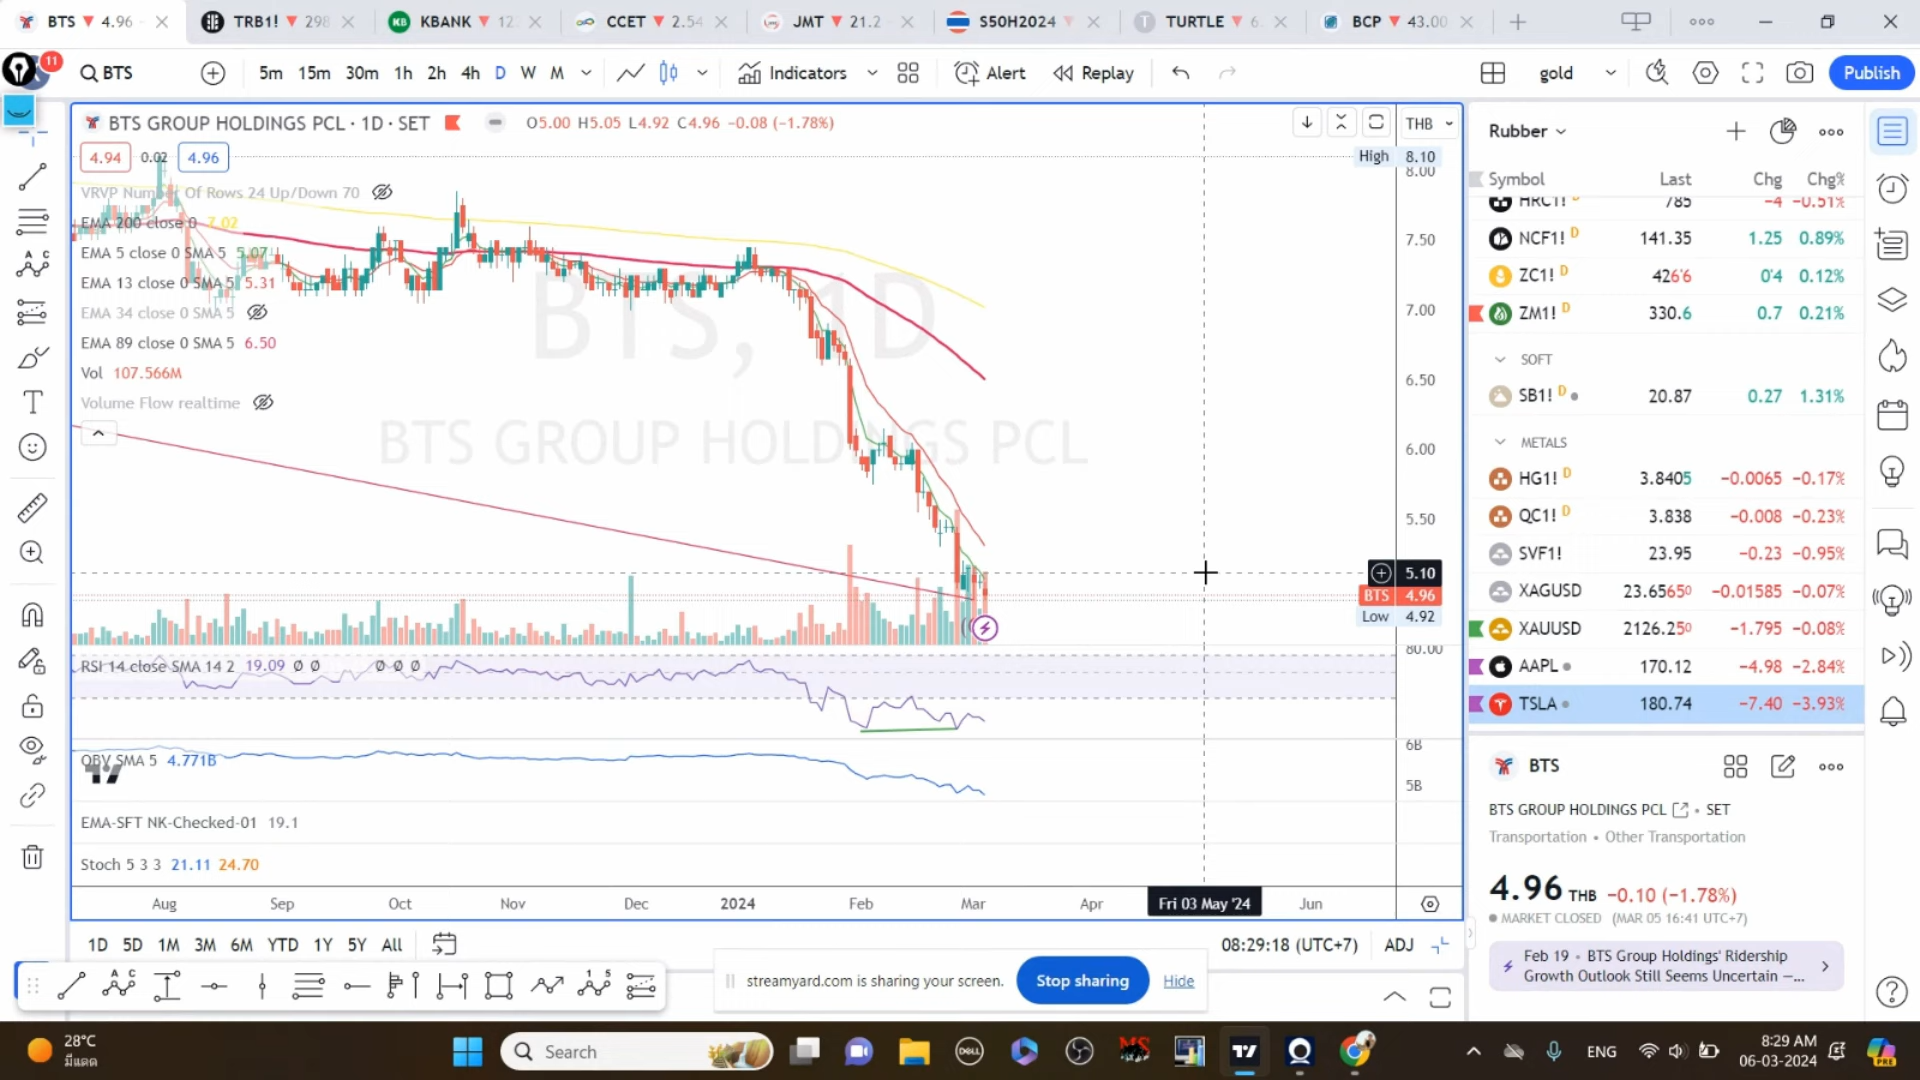 BTS ▼ 4.96
TRB1! ▼ 298
KBANK ▼ 12
CCET ▼ 2.54
JMT ▼ 21.2
S50H2024 ▼
TURTLE ▼ 6.
BCP ▼ 43.00
11
BTS
5m 15m 30m 1h 2h 4h D W M
Indicators
Alert
Replay
gold
Publish
BTS GROUP HOLDINGS PCL · 1D · SET
O5.00 H5.05 L4.92 C4.96 -0.08 (-1.78%)
THB
4.94 0.02 4.96
VRVP Number Of Rows 24 Up/Down 70
EMA 200 close 0 7.02
EMA 5 close 0 SMA 5 5.07
EMA 13 close 0 SMA 5 5.31
EMA 34 close 0 SMA 5
EMA 89 close 0 SMA 5 6.50
Vol 107.566M
Volume Flow realtime
BTS, 1D
BTS GROUP HOLDINGS PCL
High 8.10
8.00
7.50
7.00
6.50
6.00
5.50
5.10
BTS 4.96
Low 4.92
80.00
RSI 14 close SMA 14 2 19.09 Ø Ø Ø Ø Ø
OBV SMA 5 4.771B
6B
5B
EMA-SFT NK-Checked-01 19.1
Stoch 5 3 3 21.11 24.70
Aug Sep Oct Nov Dec 2024 Feb Mar Apr Fri 03 May '24 Jun
1D 5D 1M 3M 6M YTD 1Y 5Y All
08:29:18 (UTC+7) ADJ
streamyard.com is sharing your screen.
Stop sharing
Hide
Rubber
Symbol Last Chg Chg%
HRC1! D 785 -4 -0.51%
NCF1! D 141.35 1.25 0.89%
ZC1! D 426'6 0'4 0.12%
ZM1! D 330.6 0.7 0.21%
SOFT
SB1! D 20.87 0.27 1.31%
METALS
HG1! D 3.8405 -0.0065 -0.17%
QC1! D 3.838 -0.008 -0.23%
SVF1! 23.95 -0.23 -0.95%
XAGUSD 23.65650 -0.01585 -0.07%
XAUUSD 2126.250 -1.795 -0.08%
AAPL 170.12 -4.98 -2.84%
TSLA 180.74 -7.40 -3.93%
BTS
BTS GROUP HOLDINGS PCL • SET
Transportation • Other Transportation
4.96 THB -0.10 (-1.78%)
MARKET CLOSED (MAR 05 16:41 UTC+7)
Feb 19 • BTS Group Holdings' Ridership
Growth Outlook Still Seems Uncertain —...
28°C
มีแดด
Search
DELL
MS
ENG
8:29 AM
06-03-2024
PRE